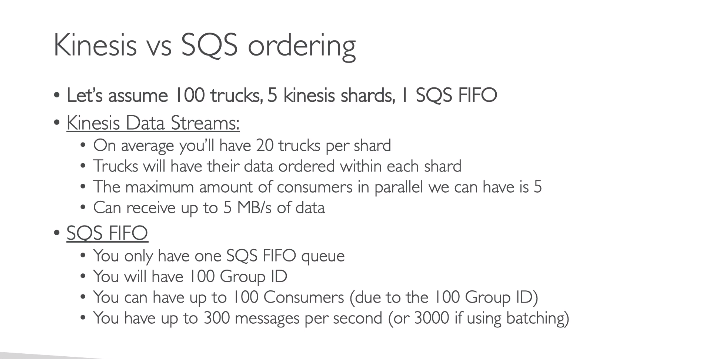 Kinesis vs SQS ordering
• Let's assume 100 trucks, 5 kinesis shards, 1 SQS FIFO
• Kinesis Data Streams:
• On average you'll have 20 trucks per shard
• Trucks will have their data ordered within each shard
• The maximum amount of consumers in parallel we can have is 5
• Can receive up to 5 MB/s of data
• SQS FIFO
• You only have one SQS FIFO queue
• You will have 100 Group ID
• You can have up to 100 Consumers (due to the 100 Group ID)
• You have up to 300 messages per second (or 3000 if using batching)